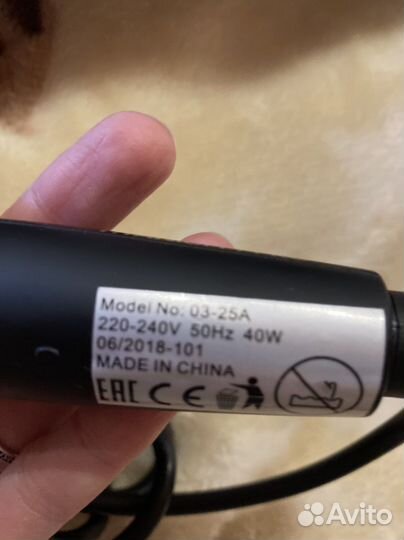 Model No: 03-25A
220-240V 50Hz 40W
06/2018-101
MADE IN CHINA
EAC CE
Avito